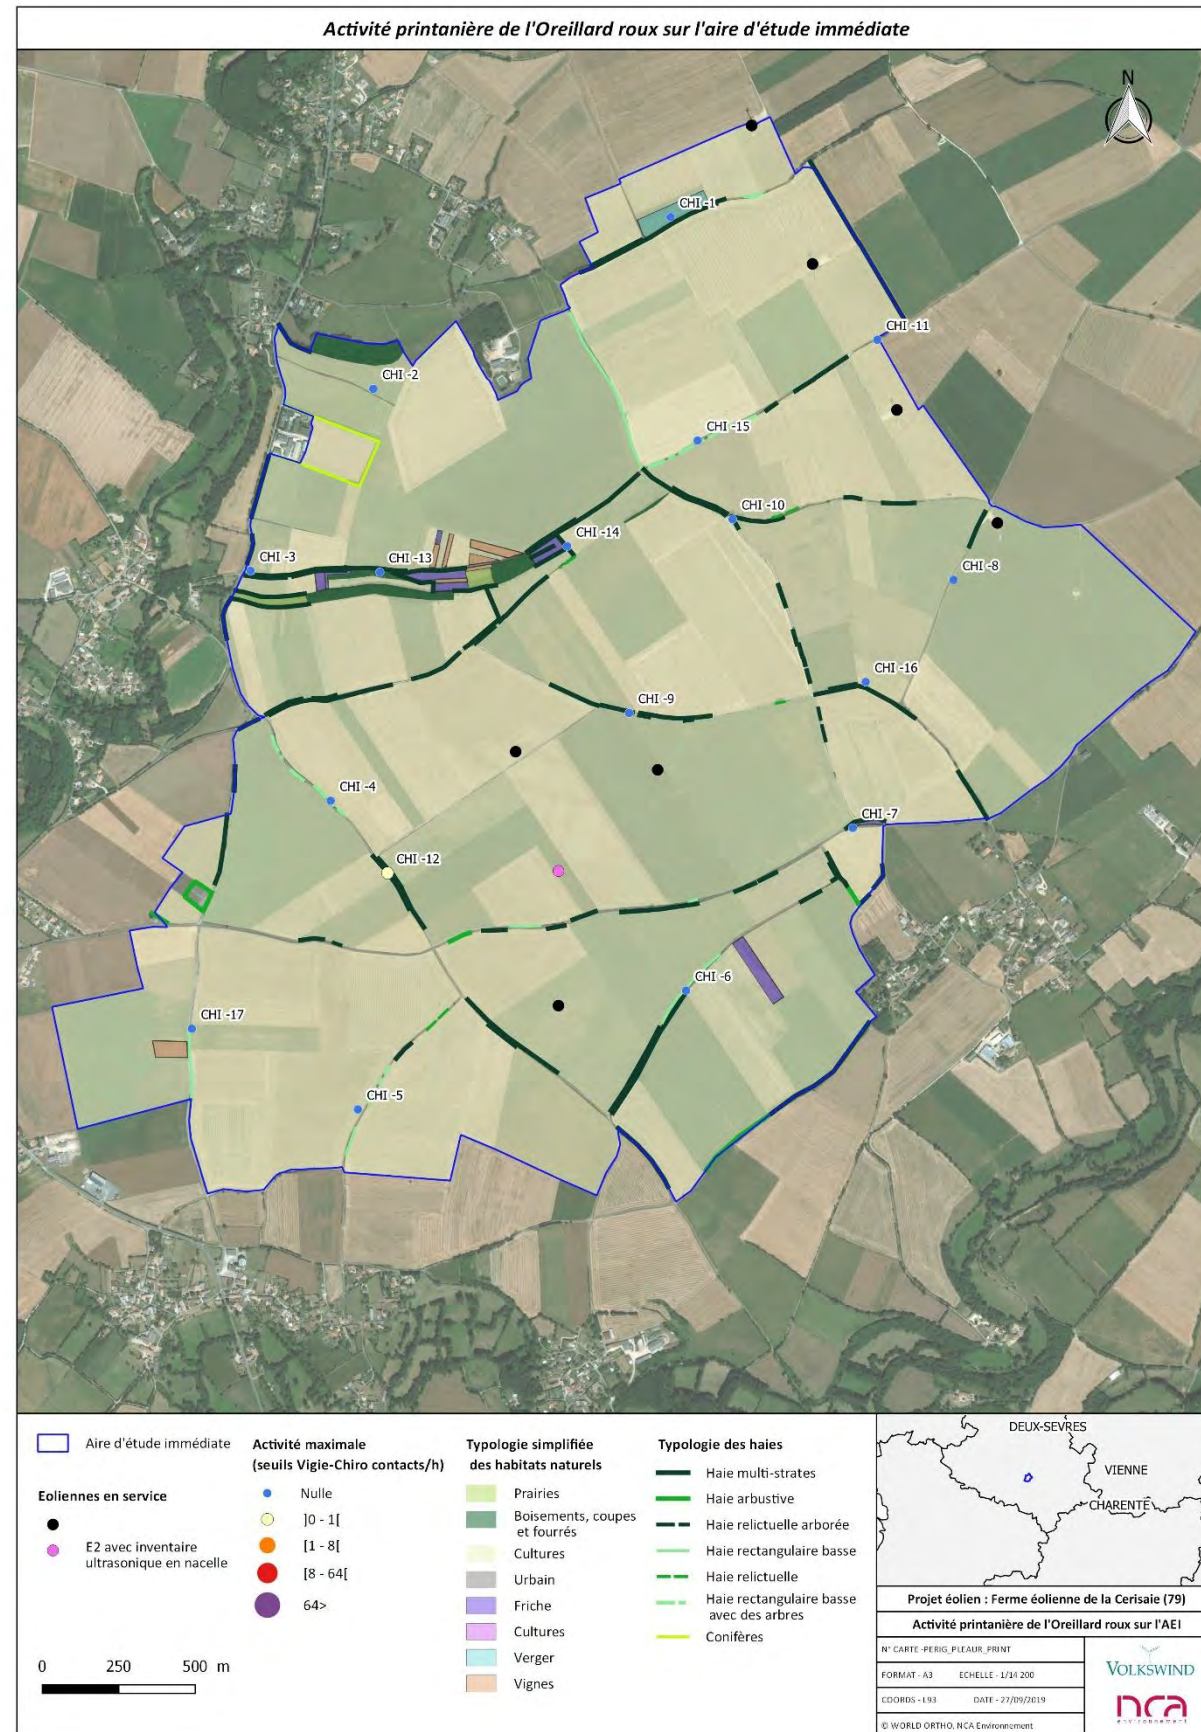 Activité printanière de l'Oreillard roux sur l'aire d'étude immédiate
N
CHI -1
CHI -11
CHI -2
CHI -15
CHI -10
CHI -14
CHI -3
CHI -13
CHI -8
CHI -16
CHI -9
CHI -4
CHI -7
CHI -12
CHI -6
CHI -17
CHI -5
Aire d'étude immédiate
Eoliennes en service
E2 avec inventaire
ultrasonique en nacelle
0 250 500 m
Activité maximale
(seuils Vigie-Chiro contacts/h)
Nulle
]0 - 1[
[1 - 8[
[8 - 64[
64>
Typologie simplifiée
des habitats naturels
Prairies
Boisements, coupes
et fourrés
Cultures
Urbain
Friche
Cultures
Verger
Vignes
Typologie des haies
Haie multi-strates
Haie arbustive
Haie relictuelle arborée
Haie rectangulaire basse
Haie relictuelle
Haie rectangulaire basse
avec des arbres
Conifères
DEUX-SEVRES
VIENNE
CHARENTE
Projet éolien : Ferme éolienne de la Cerisaie (79)
Activité printanière de l'Oreillard roux sur l'AEI
N° CARTE -PERIG_PLEAUR_PRINT
FORMAT - A3 ECHELLE - 1/14 200
COORDS - L93 DATE - 27/09/2019
© WORLD ORTHO, NCA Environnement
VOLKSWIND
nca
environnement